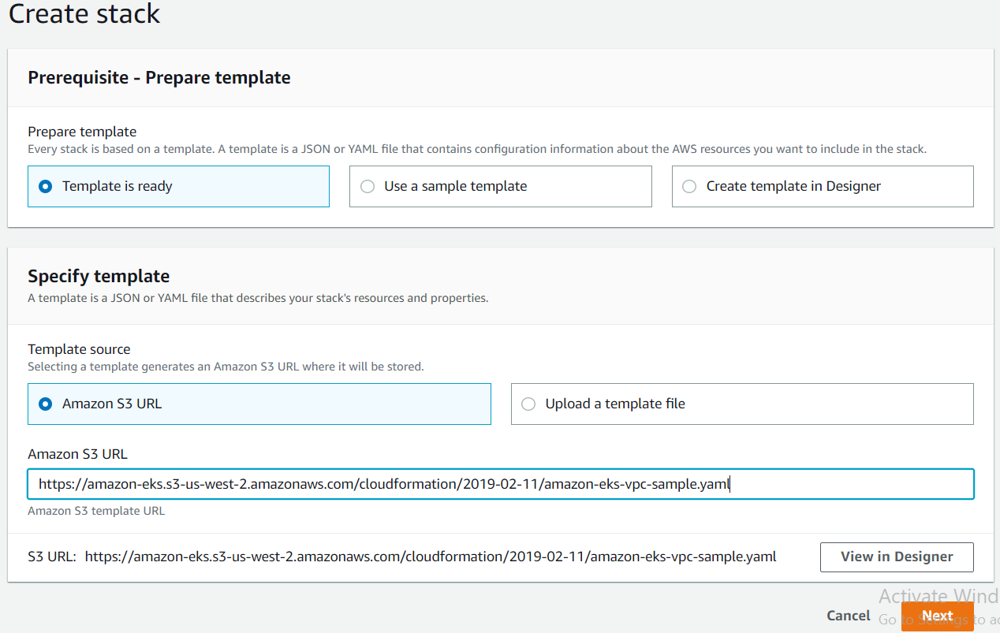 Create stack
Prerequisite - Prepare template
Prepare template
Every stack is based on a template. A template is a JSON or YAML file that contains configuration information about the AWS resources you want to include in the stack.
Template is ready
Use a sample template
Create template in Designer
Specify template
A template is a JSON or YAML file that describes your stack's resources and properties.
Template source
Selecting a template generates an Amazon S3 URL where it will be stored.
Amazon S3 URL
Upload a template file
Amazon S3 URL
https://amazon-eks.s3-us-west-2.amazonaws.com/cloudformation/2019-02-11/amazon-eks-vpc-sample.yaml
Amazon S3 template URL
S3 URL: https://amazon-eks.s3-us-west-2.amazonaws.com/cloudformation/2019-02-11/amazon-eks-vpc-sample.yaml
View in Designer
Activate Wind
Cancel
Next
Go to Settings to ac